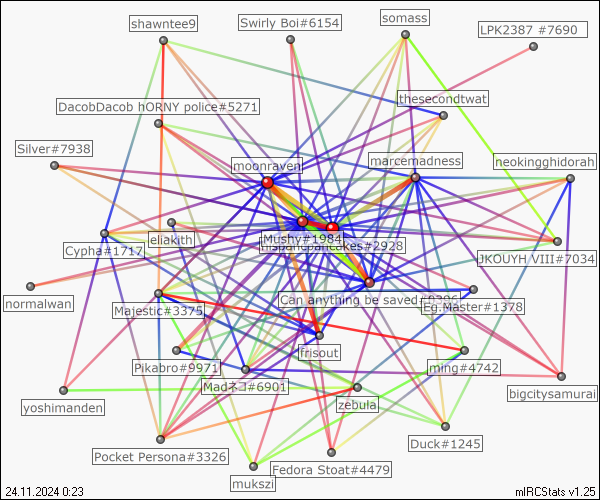 shawntee9
Swirly Boi#6154
somass
LPK2387 #7690
DacobDacob hORNY police#5271
thesecondtwat
Silver#7938
moonraven
marcemadness
neokingghidorah
eliakith
Mushy#1984
Cypha#1717
pancakes#2928
JKOUYH VIII#7034
normalwan
Can anything be saved
Majestic#3375
Eg.Master#1378
frisout
Pikabro#9971
ming#4742
Madネコ#6901
bigcitysamurai
yoshimanden
zebula
Duck#1245
Pocket Persona#3326
Fedora Stoat#4479
mukszi
24.11.2024 0:23
mIRCStats v1.25